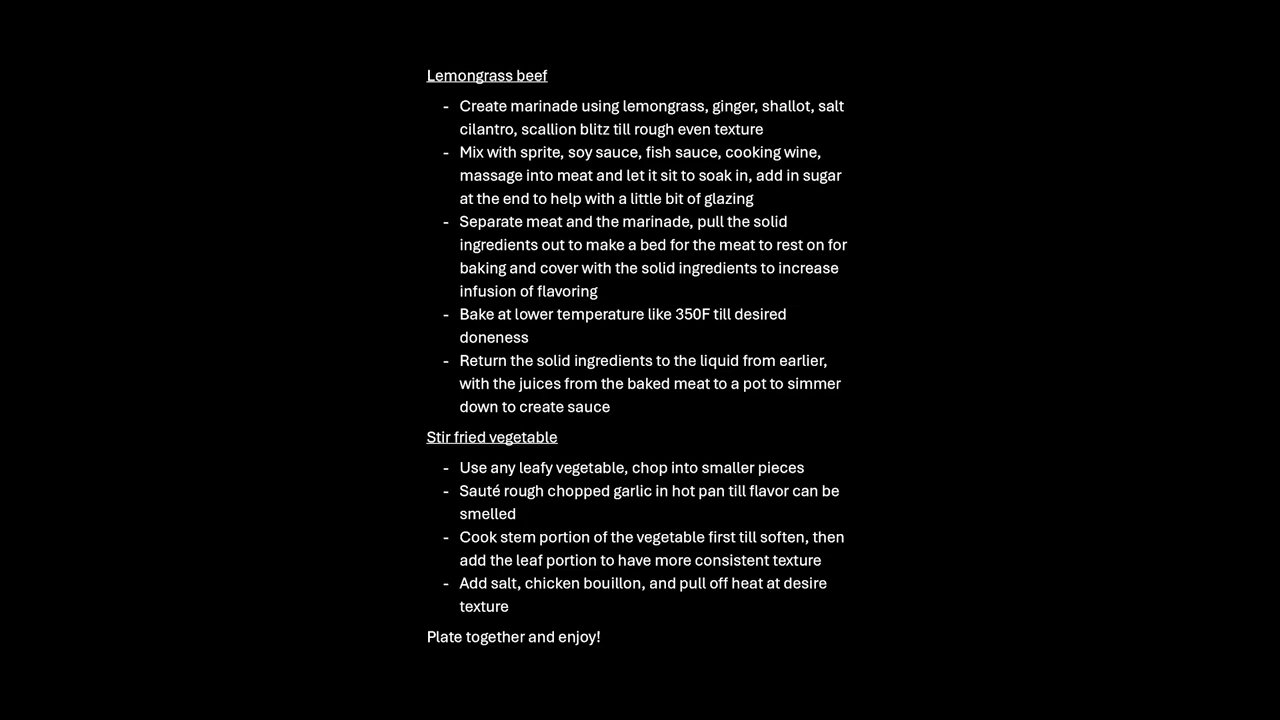 Lemongrass beef
- Create marinade using lemongrass, ginger, shallot, salt
cilantro, scallion blitz till rough even texture
- Mix with sprite, soy sauce, fish sauce, cooking wine,
massage into meat and let it sit to soak in, add in sugar
at the end to help with a little bit of glazing
- Separate meat and the marinade, pull the solid
ingredients out to make a bed for the meat to rest on for
baking and cover with the solid ingredients to increase
infusion of flavoring
- Bake at lower temperature like 350F till desired
doneness
- Return the solid ingredients to the liquid from earlier,
with the juices from the baked meat to a pot to simmer
down to create sauce
Stir fried vegetable
- Use any leafy vegetable, chop into smaller pieces
- Sauté rough chopped garlic in hot pan till flavor can be
smelled
- Cook stem portion of the vegetable first till soften, then
add the leaf portion to have more consistent texture
- Add salt, chicken bouillon, and pull off heat at desire
texture
Plate together and enjoy!